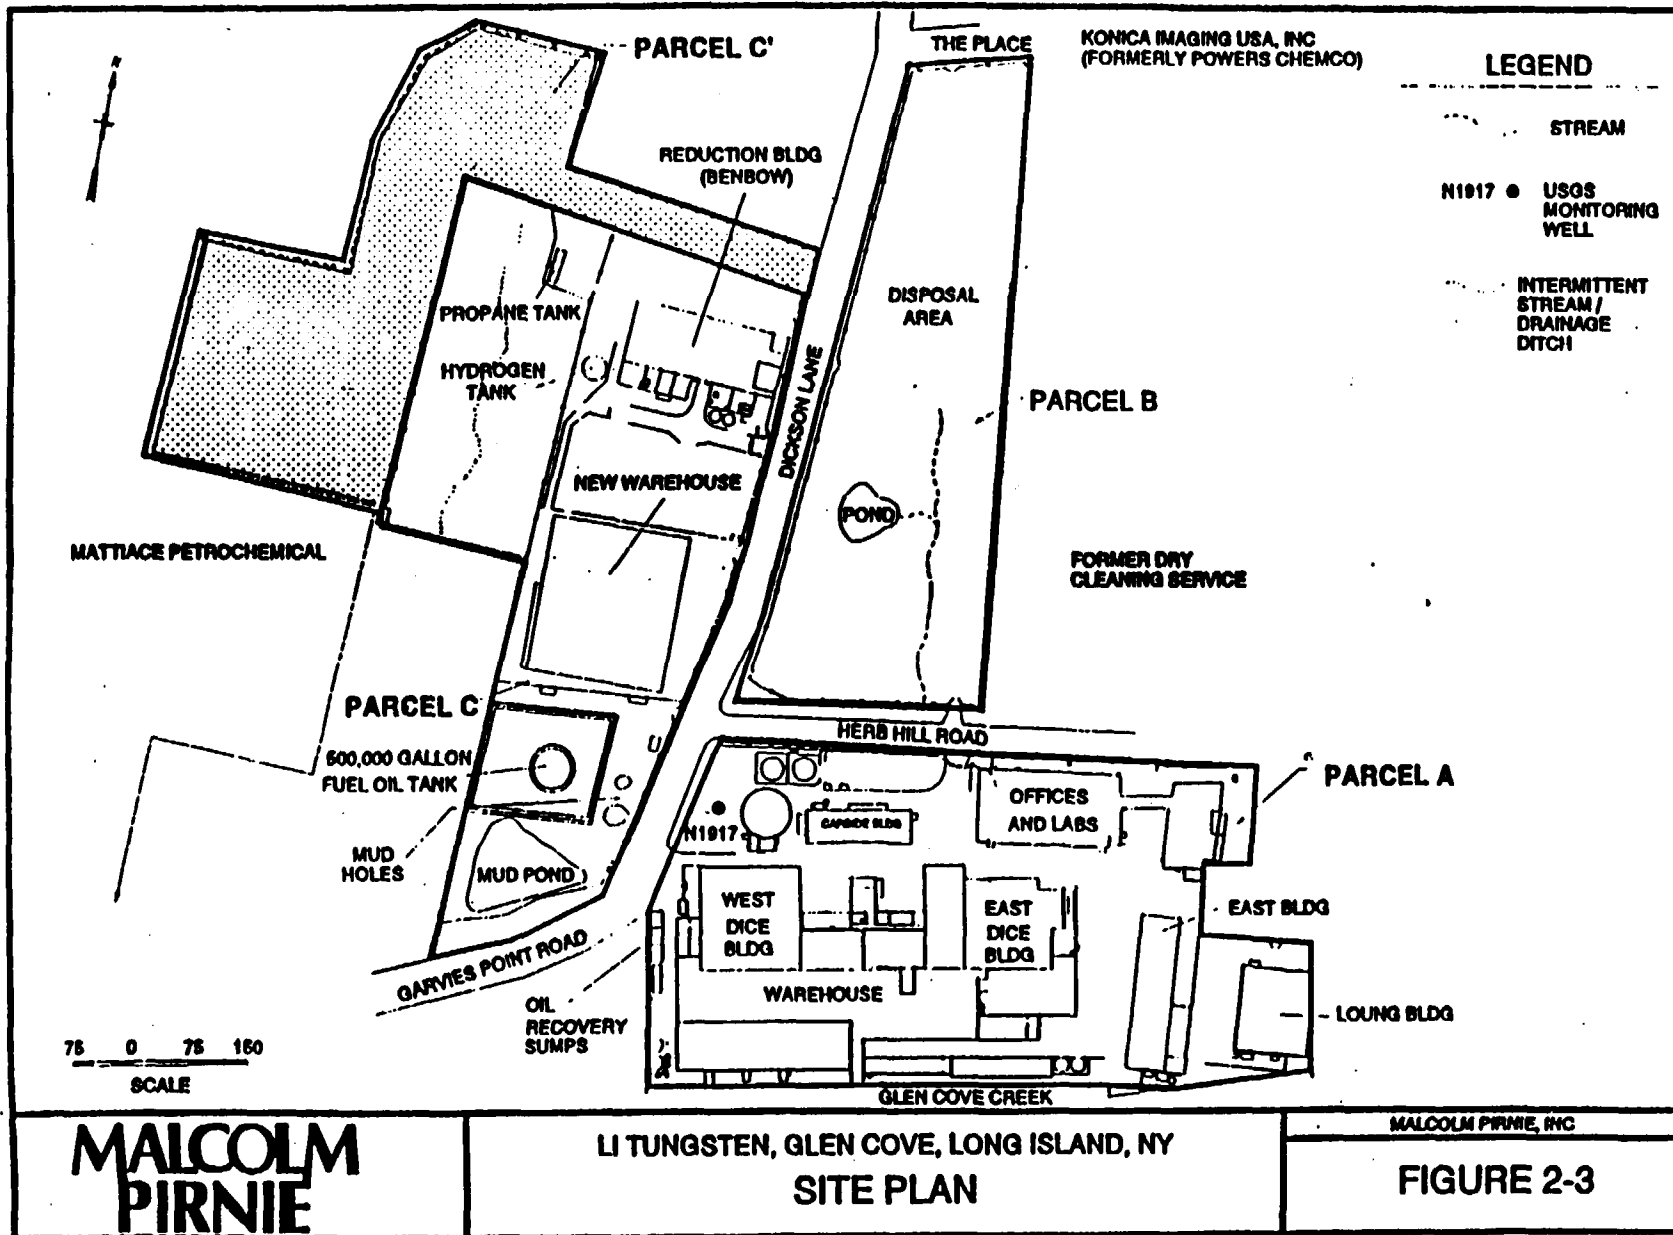 PARCEL C'
THE PLACE
KONICA IMAGING USA, INC
(FORMERLY POWERS CHEMCO)
LEGEND
STREAM
N1917
USGS
MONITORING
WELL
INTERMITTENT
STREAM /
DRAINAGE
DITCH
N
REDUCTION BLDG
(BENBOW)
PROPANE TANK
HYDROGEN
TANK
DISPOSAL
AREA
DICKSON LANE
PARCEL B
NEW WAREHOUSE
POND
MATTIACE PETROCHEMICAL
FORMER DRY
CLEANING SERVICE
PARCEL C
HERB HILL ROAD
500,000 GALLON
FUEL OIL TANK
PARCEL A
OFFICES
AND LABS
N1917
CARBIDE BLDG
MUD
HOLES
MUD POND
WEST
DICE
BLDG
EAST
DICE
BLDG
EAST BLDG
GARVIES POINT ROAD
WAREHOUSE
OIL
RECOVERY
SUMPS
LOUNG BLDG
75 0 75 150
SCALE
GLEN COVE CREEK
MALCOLM
PIRNIE
LI TUNGSTEN, GLEN COVE, LONG ISLAND, NY
SITE PLAN
MALCOLM PIRNIE, INC
FIGURE 2-3